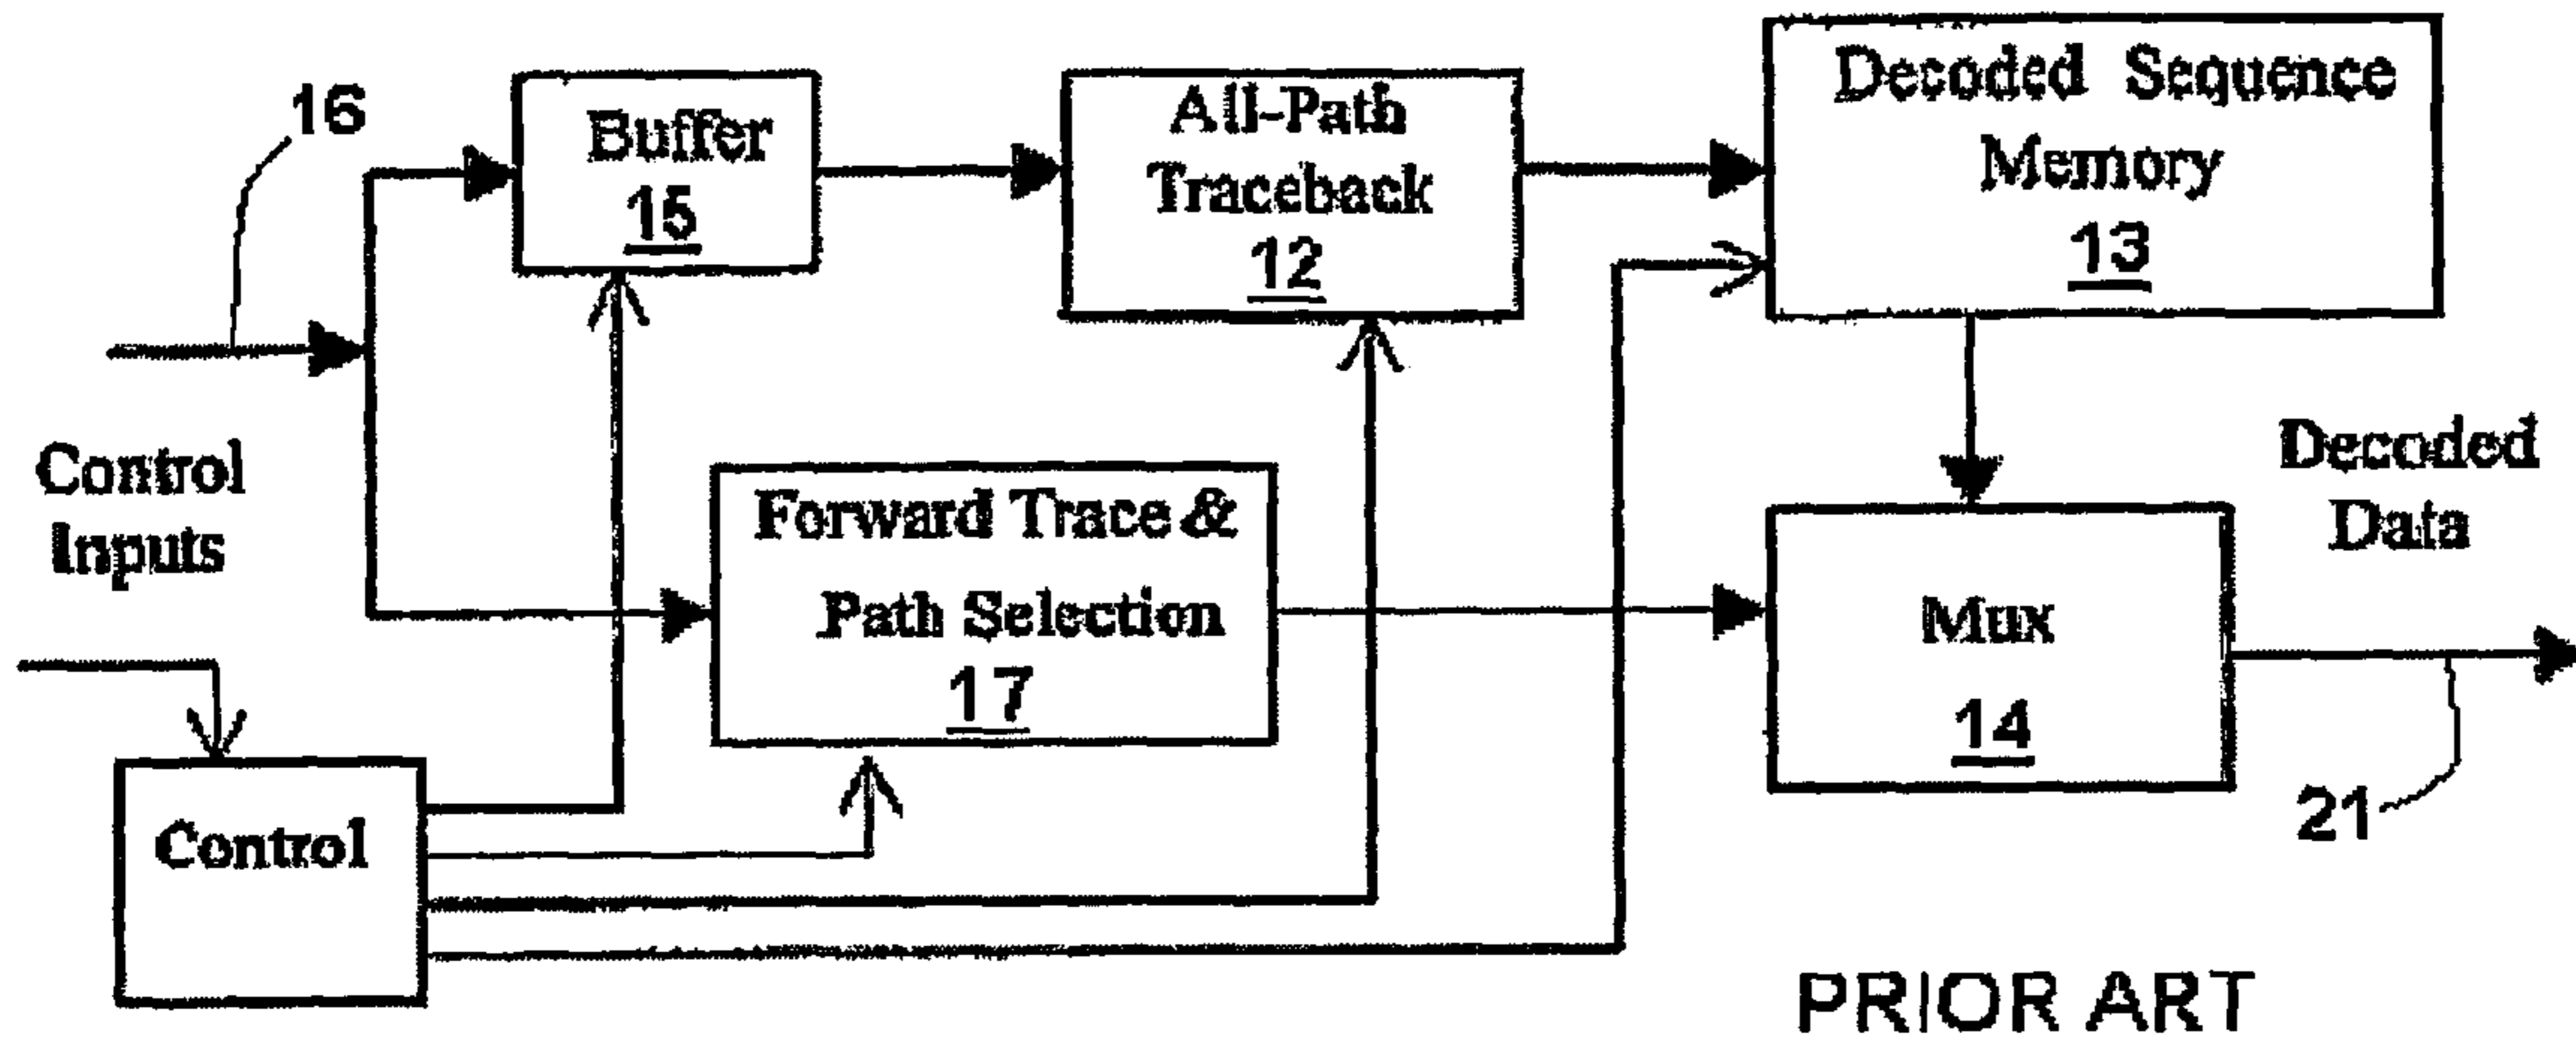 16
Buffer
15
All-Path
Traceback
12
Decoded Sequence
Memory
13
Control
Inputs
Forward Trace &
Path Selection
17
Mux
14
Decoded
Data
21
Control
PRIOR ART